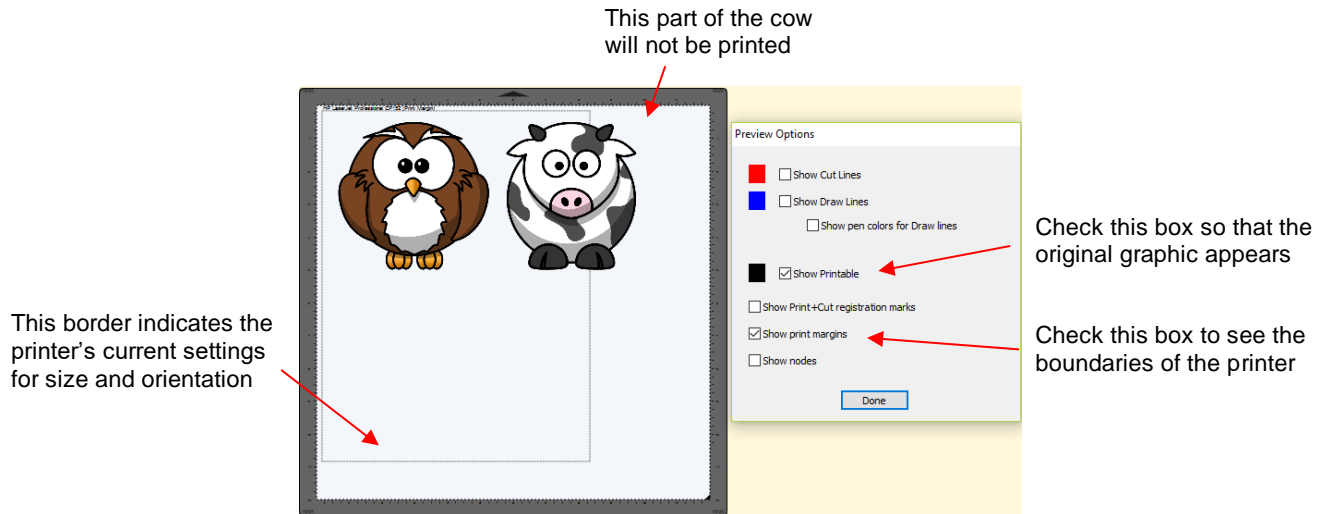 This part of the cow
will not be printed
Preview Options
Show Cut Lines
Show Draw Lines
Show pen colors for Draw lines
Show Printable
Show Print+Cut registration marks
Show print margins
Show nodes
Done
Check this box so that the
original graphic appears
Check this box to see the
boundaries of the printer
This border indicates the
printer’s current settings
for size and orientation